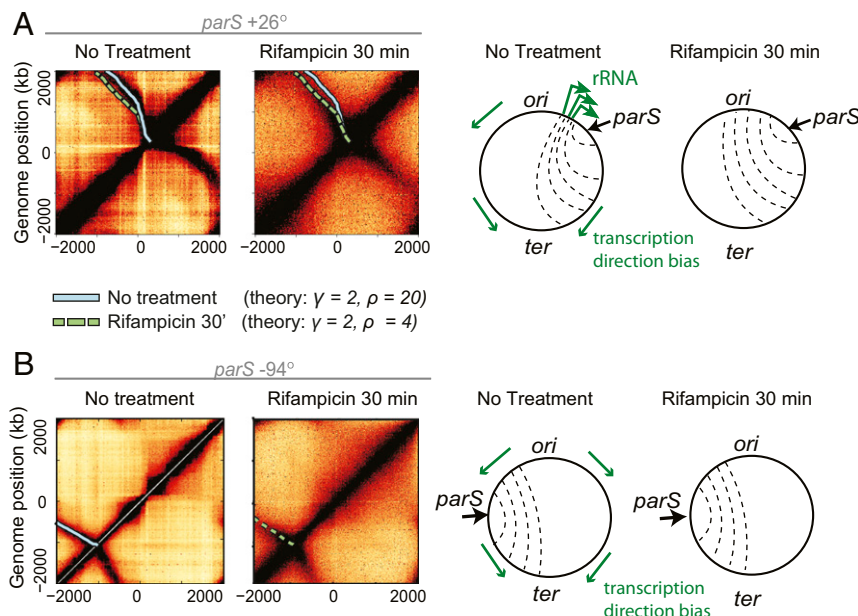 A
parS +26°
No Treatment
Rifampicin 30 min
No Treatment
Rifampicin 30 min
Genome position (kb)
2000
0
−2000
−2000
0
2000
−2000
0
2000
rRNA
ori
parS
ter
transcription
direction bias
ori
parS
ter
No treatment (theory: γ = 2, ρ = 20)
Rifampicin 30' (theory: γ = 2, ρ = 4)
B
parS -94°
No treatment
Rifampicin 30 min
No Treatment
Rifampicin 30 min
Genome position (kb)
2000
0
−2000
−2000
0
2000
−2000
0
2000
ori
parS
ter
transcription
direction bias
ori
parS
ter